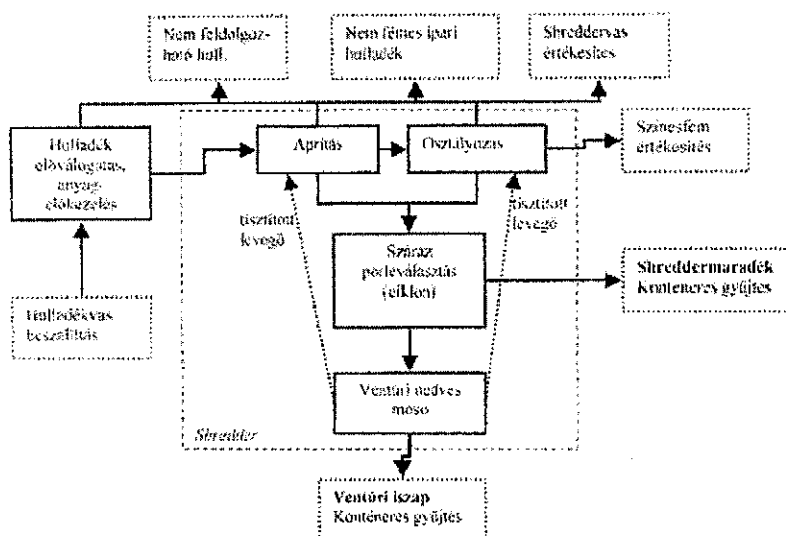 Nem feldolgoz-
ható hull.
Nem fémes ipari
hulladék
Shreddervas
értékesítés
Hulladék
előválogatás,
anyag-
előkezelés
Aprítás
Osztályozás
Színesfém
értékesítés
tisztított
levegő
tisztított
levegő
Száraz
porleválasztás
(ciklon)
Shreddermaradék
Konténeres gyűjtés
Hulladékvas
beszállítás
Ventúri nedves
mosó
Shredder
Ventúri iszap
Konténeres gyűjtés